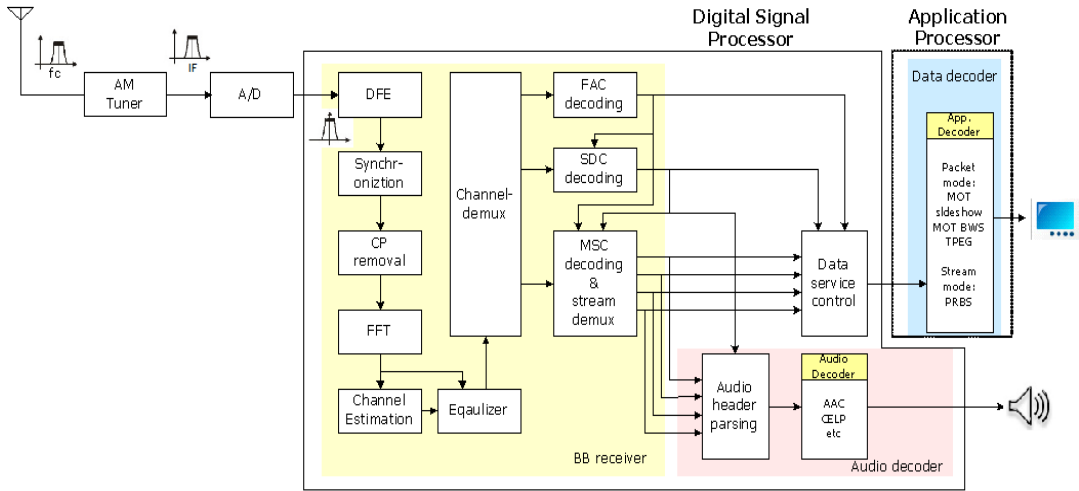 Digital Signal
Processor
Application
Processor
fc
IF
AM
Tuner
A/D
DFE
Synchr-
oniztion
CP
removal
FFT
Channel
Estimation
Eqaulizer
Channel-
demux
FAC
decoding
SDC
decoding
MSC
decoding
&
stream
demux
BB receiver
Data
service
control
Data decoder
App.
Decoder
Packet
mode:
MOT
sldeshow
MOT BWS
TPEG
Stream
mode:
PRBS
Audio
header
parsing
Audio
Decoder
AAC
CELP
etc
Audio decoder